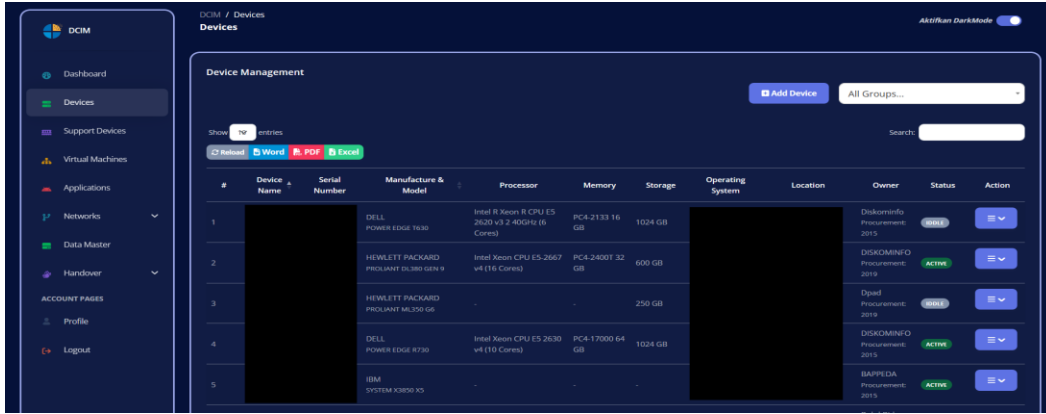 DCIM
Dashboard
Devices
Support Devices
Virtual Machines
Applications
Networks
Data Master
Handover
ACCOUNT PAGES
Profile
Logout
DCIM / Devices
Devices
Aktifkan DarkMode
Device Management
Add Device
All Groups...
Show entries
Search:
Reload Word PDF Excel
# Device Name Serial Number Manufacture & Model Processor Memory Storage Operating System Location Owner Status Action
1
DELL
POWER EDGE T630
Intel R Xeon R CPU E5
2620 v3 2 40GHz (6
Cores)
PC4-2133 16
GB
1024 GB
Diskominfo
Procurement:
2015
IDDLE
2
HEWLETT PACKARD
PROLIANT DL380 GEN 9
Intel Xeon CPU E5-2667
v4 (16 Cores)
PC4-2400T 32
GB
600 GB
DISKOMINFO
Procurement:
2019
ACTIVE
3
HEWLETT PACKARD
PROLIANT ML350 G6
-
-
250 GB
Dpad
Procurement:
2019
IDDLE
4
DELL
POWER EDGE R730
Intel Xeon CPU E5 2630
v4 (10 Cores)
PC4-17000 64
GB
1024 GB
DISKOMINFO
Procurement:
2015
ACTIVE
5
IBM
SYSTEM X3850 X5
-
-
-
BAPPEDA
Procurement:
2015
ACTIVE